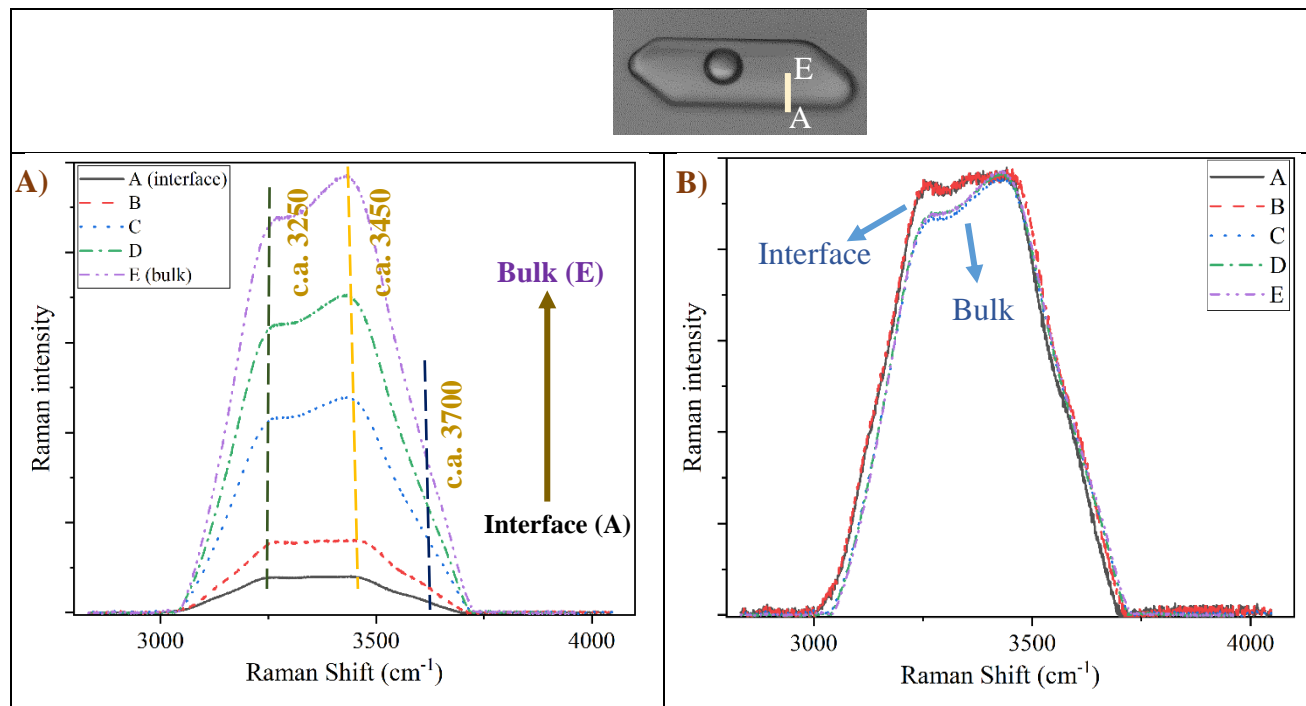 E
A
A)
A (interface)
B
C
D
E (bulk)
c.a. 3250
c.a. 3450
c.a. 3700
Bulk (E)
Interface (A)
Raman intensity
3000 3500 4000
Raman Shift (cm⁻¹)
B)
A
B
C
D
E
Interface
Bulk
Raman intensity
3000 3500 4000
Raman Shift (cm⁻¹)